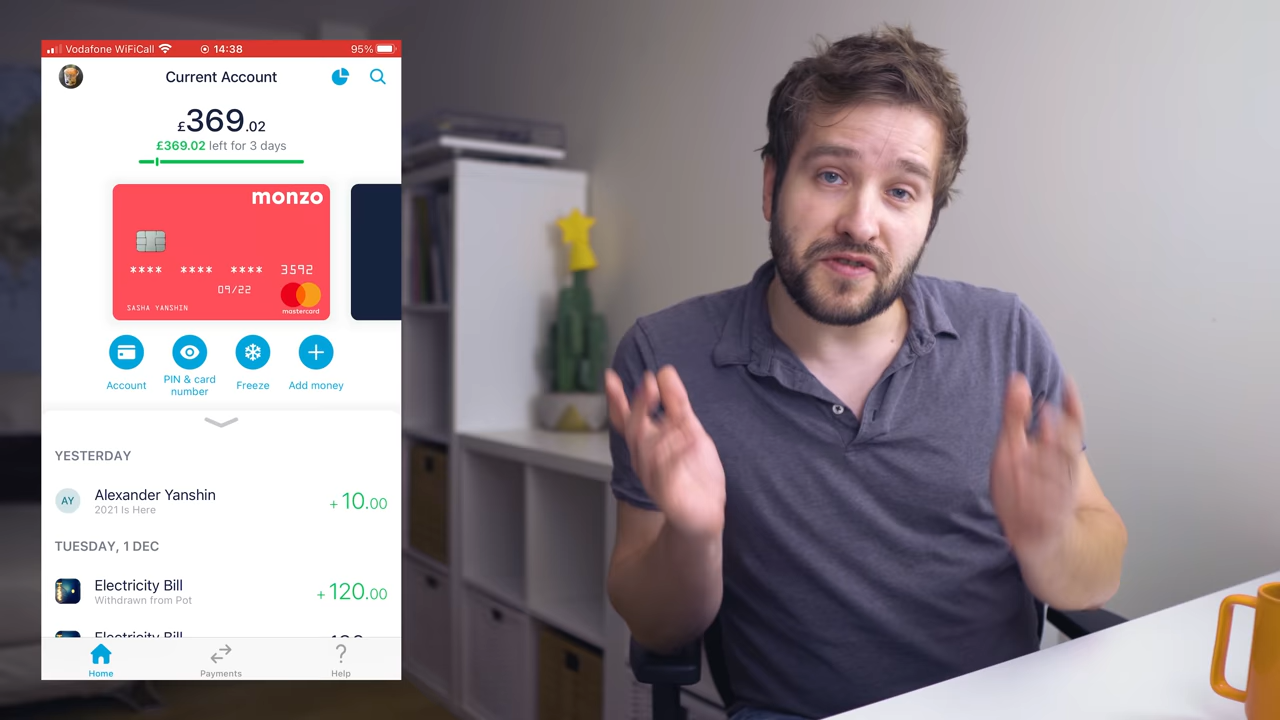 Vodafone WiFiCall 14:38 95%
Current Account
£369.02
£369.02 left for 3 days
monzo
**** **** **** 3592
09/22
SASHA YANSHIN
mastercard
Account
PIN & card
number
Freeze
Add money
YESTERDAY
AY
Alexander Yanshin
+10.00
2021 Is Here
TUESDAY, 1 DEC
Electricity Bill
+120.00
Withdrawn from Pot
Electricity Bill
Home
Payments
Help